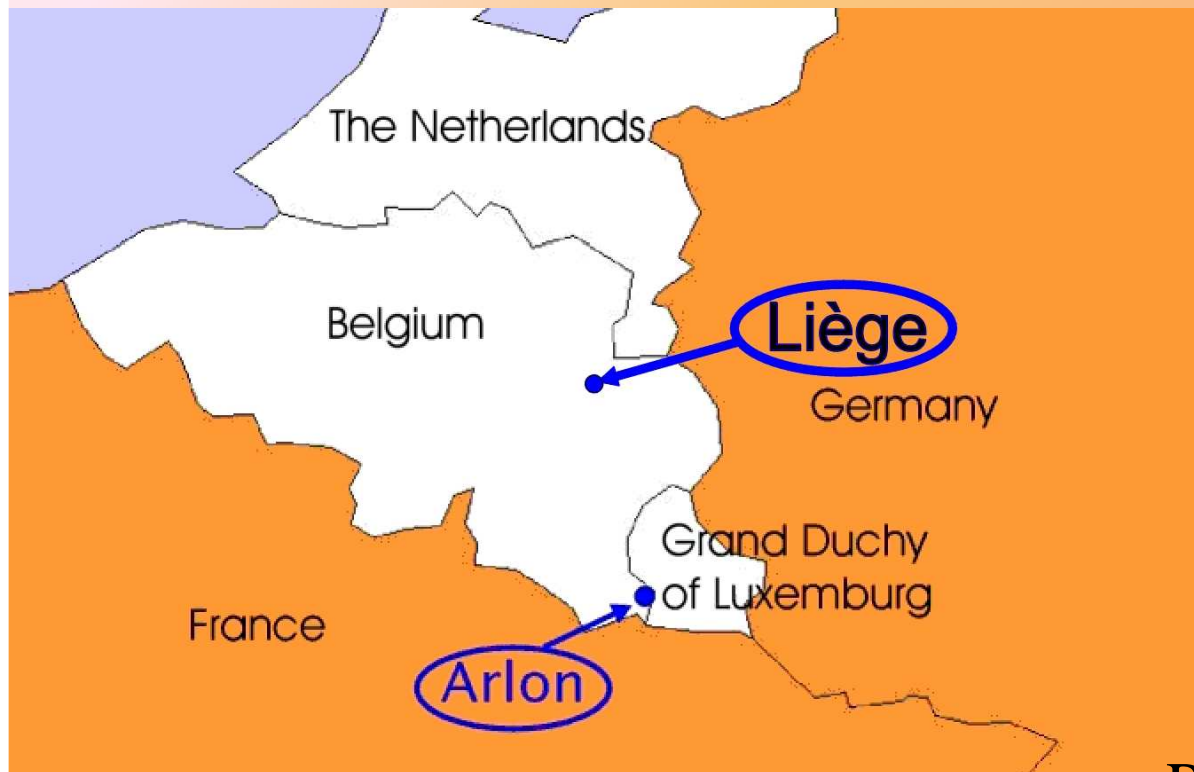 The Netherlands
Belgium
Liège
Germany
Grand Duchy
of Luxemburg
France
Arlon